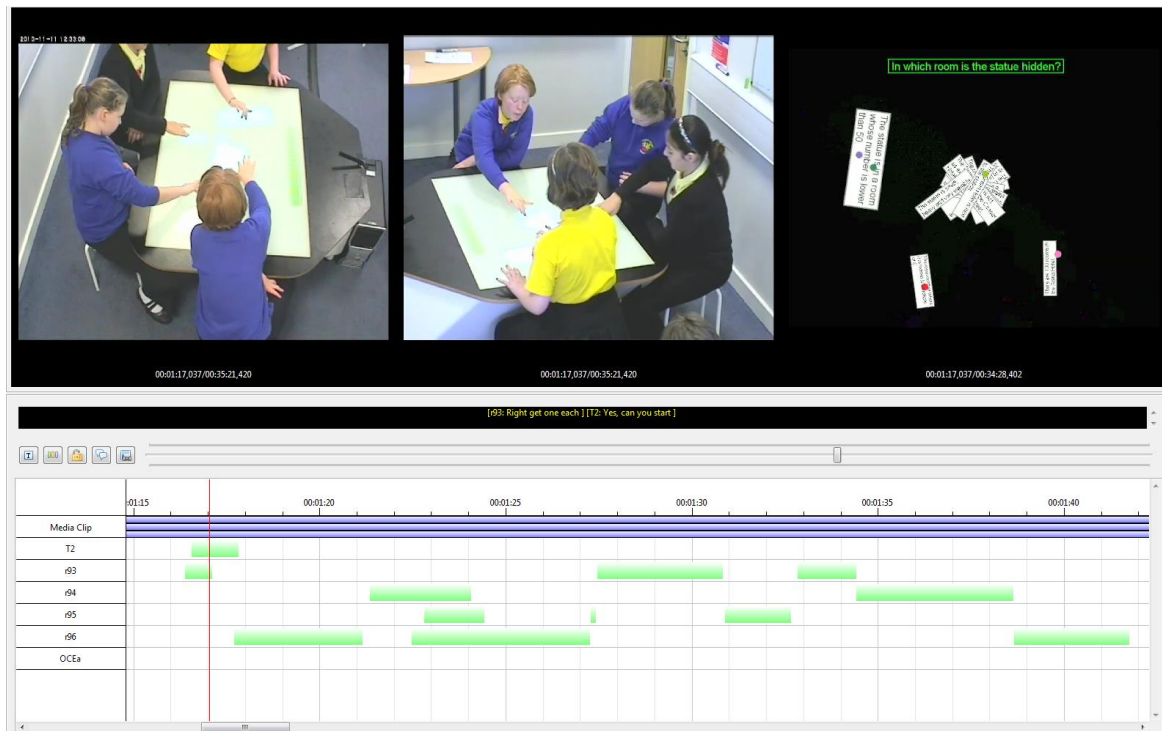 2013-11-11 12:33:08
In which room is the statue hidden?
The statue is in a room
whose number is lower
than 50
00:01:17,037/00:35:21,420
00:01:17,037/00:35:21,420
00:01:17,037/00:34:28,402
[r93: Right get one each ] [T2: Yes, can you start ]
:01:15
00:01:20
00:01:25
00:01:30
00:01:35
00:01:40
Media Clip
T2
r93
r94
r95
r96
OCEa